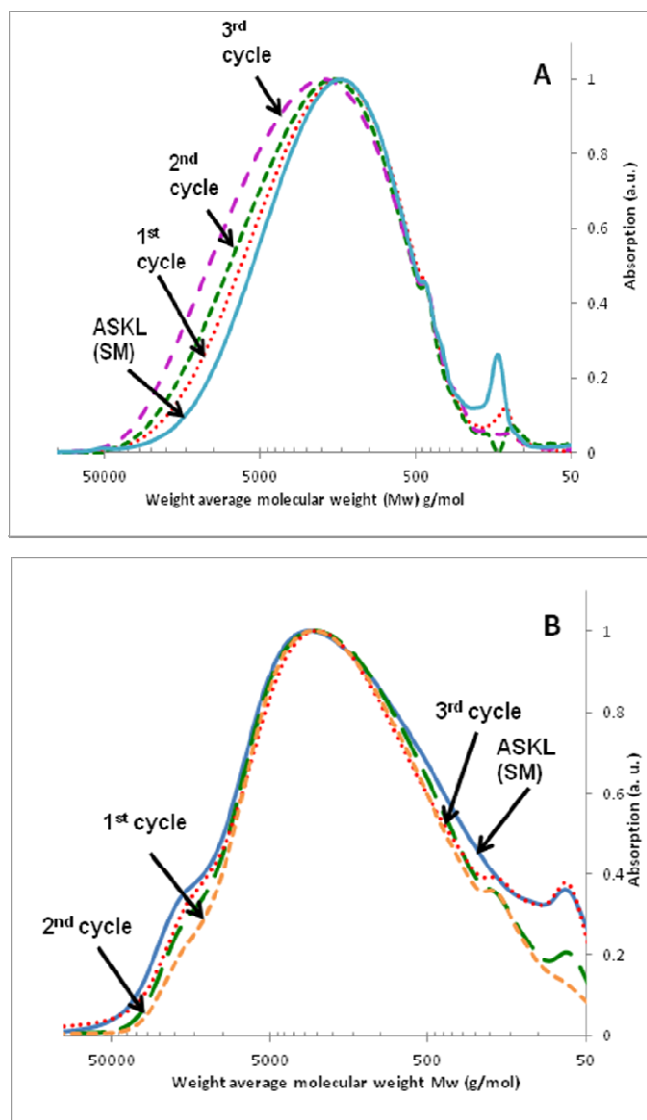 A
3rd
cycle
2nd
cycle
1st
cycle
ASKL
(SM)
1
0.8
0.6
0.4
0.2
0
Absorption (a.u.)
50000
5000
500
50
Weight average molecular weight (Mw) g/mol
B
3rd cycle
ASKL
(SM)
1st cycle
2nd cycle
1
0.8
0.6
0.4
0.2
0
Absorption (a. u.)
50000
5000
500
50
Weight average molecular weight Mw (g/mol)